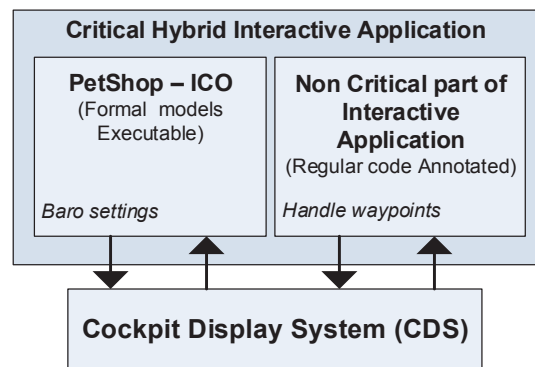 Critical Hybrid Interactive Application
PetShop – ICO
(Formal models
Executable)
Baro settings
Non Critical part of
Interactive
Application
(Regular code Annotated)
Handle waypoints
Cockpit Display System (CDS)